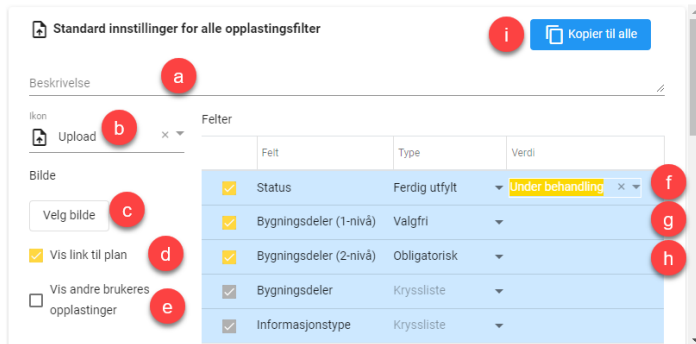 Standard innstillinger for alle opplastingsfilter
i
Kopier til alle
Beskrivelse
a
Ikon
Upload
b
Felter
Felt
Type
Verdi
Bilde
Velg bilde
c
Vis link til plan
d
Vis andre brukeres
opplastinger
e
Status
Ferdig utfylt
Under behandling
f
Bygningsdeler (1-nivå)
Valgfri
g
Bygningsdeler (2-nivå)
Obligatorisk
h
Bygningsdeler
Kryssliste
Informasjonstype
Kryssliste